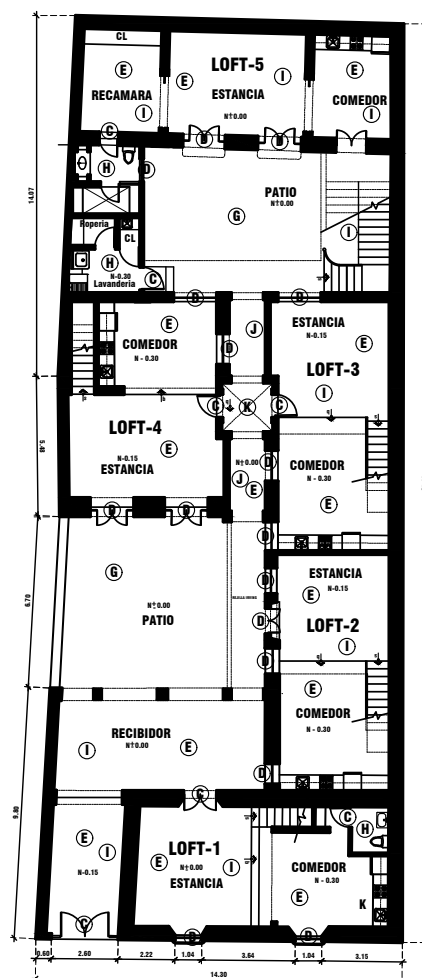 CL
E
E
LOFT-5
I
E
RECAMARA
ESTANCIA
COMEDOR
I
N±0.00
I
C
D
D
H
D
PATIO
N±0.00
G
14.07
Roperia
CL
I
H
N-0.30
Lavanderia
C
D
D
E
J
ESTANCIA
N-0.15
COMEDOR
N - 0.30
D
E
LOFT-3
I
C
K
C
LOFT-4
E
5.48
N-0.15
ESTANCIA
N±0.00
D
COMEDOR
N - 0.30
J
E
E
D
D
D
G
D
ESTANCIA
N-0.15
E
N±0.00
PATIO
D
LOFT-2
6.70
I
D
E
RECIBIDOR
N±0.00
COMEDOR
N - 0.30
I
E
D
C
9.80
E
I
LOFT-1
C
H
N-0.15
E
N±0.00
I
COMEDOR
N - 0.30
ESTANCIA
E
K
C
D
D
0.60 2.60 2.22 1.04 3.64 1.04 3.15
14.30